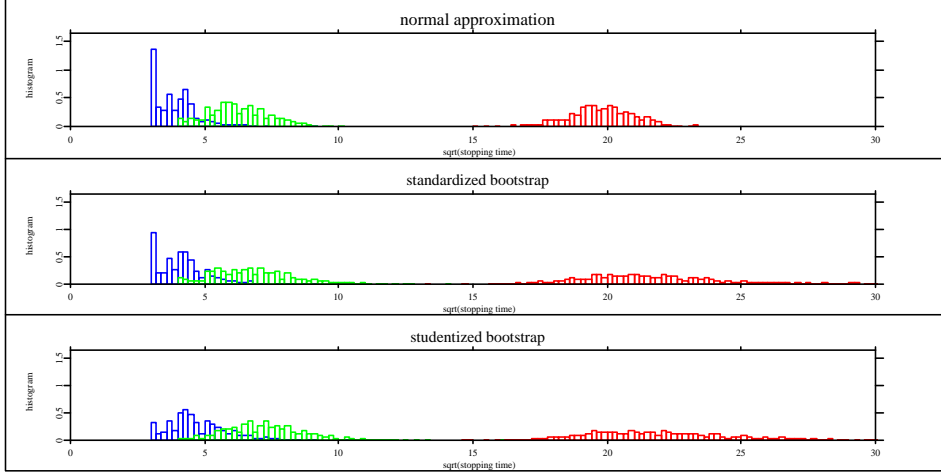 normal approximation
histogram
0 0.5 1 1.5
0 5 10 15 20 25 30
sqrt(stopping time)
standardized bootstrap
histogram
0 0.5 1 1.5
0 5 10 15 20 25 30
sqrt(stopping time)
studentized bootstrap
histogram
0 0.5 1 1.5
0 5 10 15 20 25 30
sqrt(stopping time)